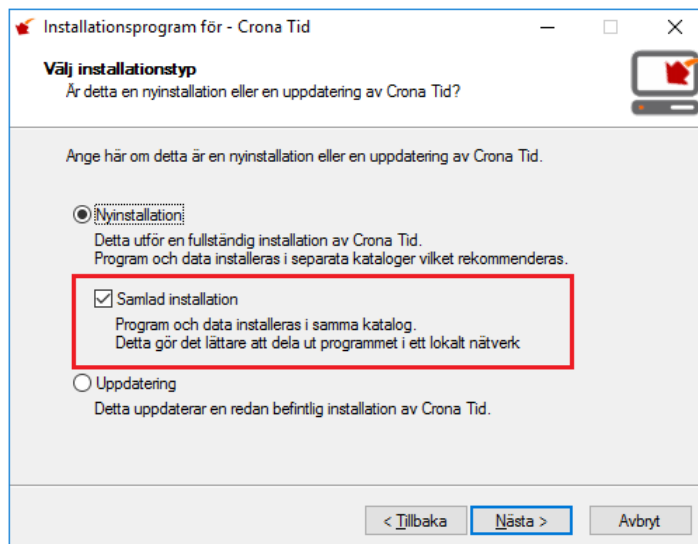 Installationsprogram för - Crona Tid
Välj installationstyp
Är detta en nyinstallation eller en uppdatering av Crona Tid?
Ange här om detta är en nyinstallation eller en uppdatering av Crona Tid.
Nyinstallation
Detta utför en fullständig installation av Crona Tid.
Program och data installeras i separata kataloger vilket rekommenderas.
Samlad installation
Program och data installeras i samma katalog.
Detta gör det lättare att dela ut programmet i ett lokalt nätverk
Uppdatering
Detta uppdaterar en redan befintlig installation av Crona Tid.
< Tillbaka
Nästa >
Avbryt